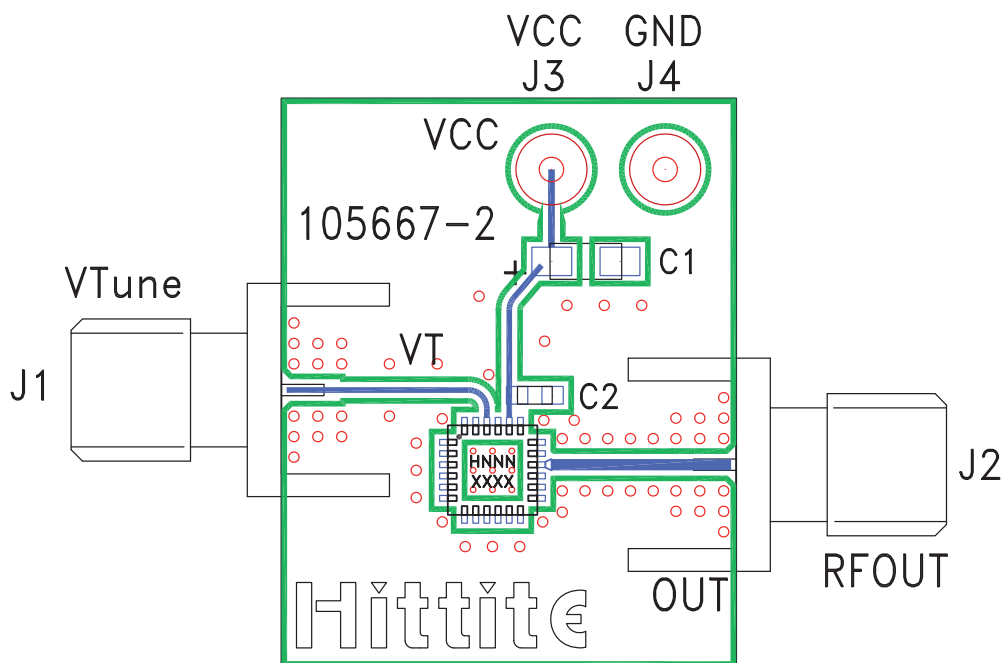 VCC GND
J3 J4
VCC
105667-2
+
C1
VTune
VT
J1
C2
HNNN
XXXX
J2
RFOUT
OUT
Hittite